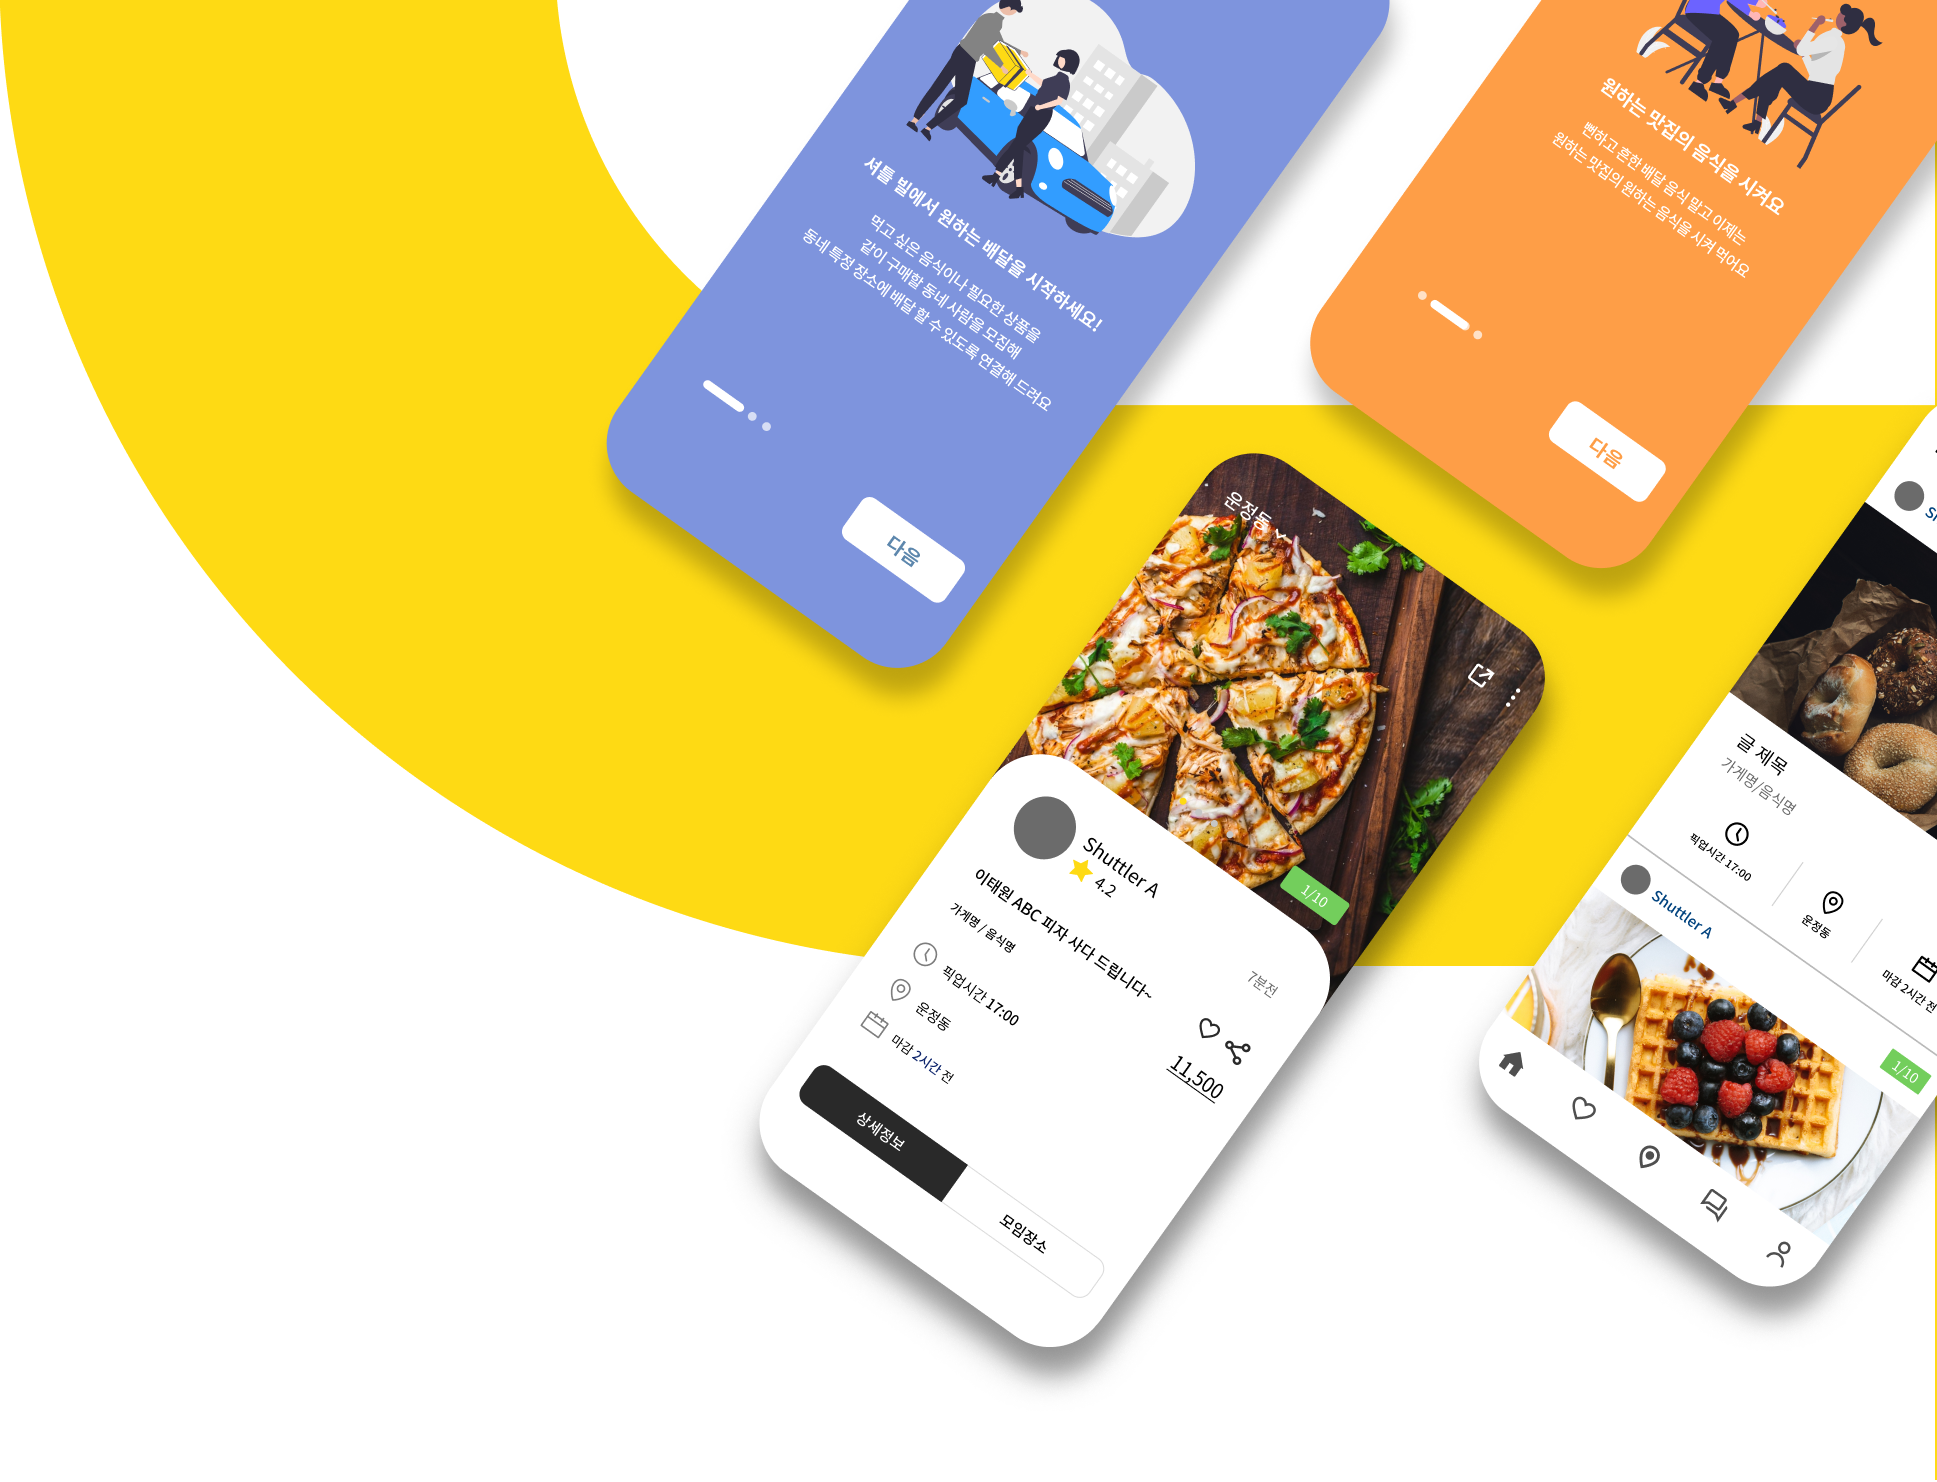 셔틀 빌에서 원하는 배달을 시작하세요!
먹고 싶은 음식이나 필요한 상품을
같이 구매할 동네 사람을 모집해
동네 특정 장소에 배달 할 수 있도록 연결해 드려요
다음
원하는 맛집의 음식을 시켜요
뻔하고 흔한 배달 음식 말고 이제는
원하는 맛집의 원하는 음식을 시켜 먹어요
다음
운정동
1/10
Shuttler A
4.2
이태원 ABC 피자 사다 드립니다~
가게명 / 음식명
7분전
픽업시간 17:00
운정동
마감 2시간 전
11,500
상세정보
모임장소
글 제목
가게명/음식명
픽업시간 17:00
운정동
마감 2시간 전
Shuttler A
1/10